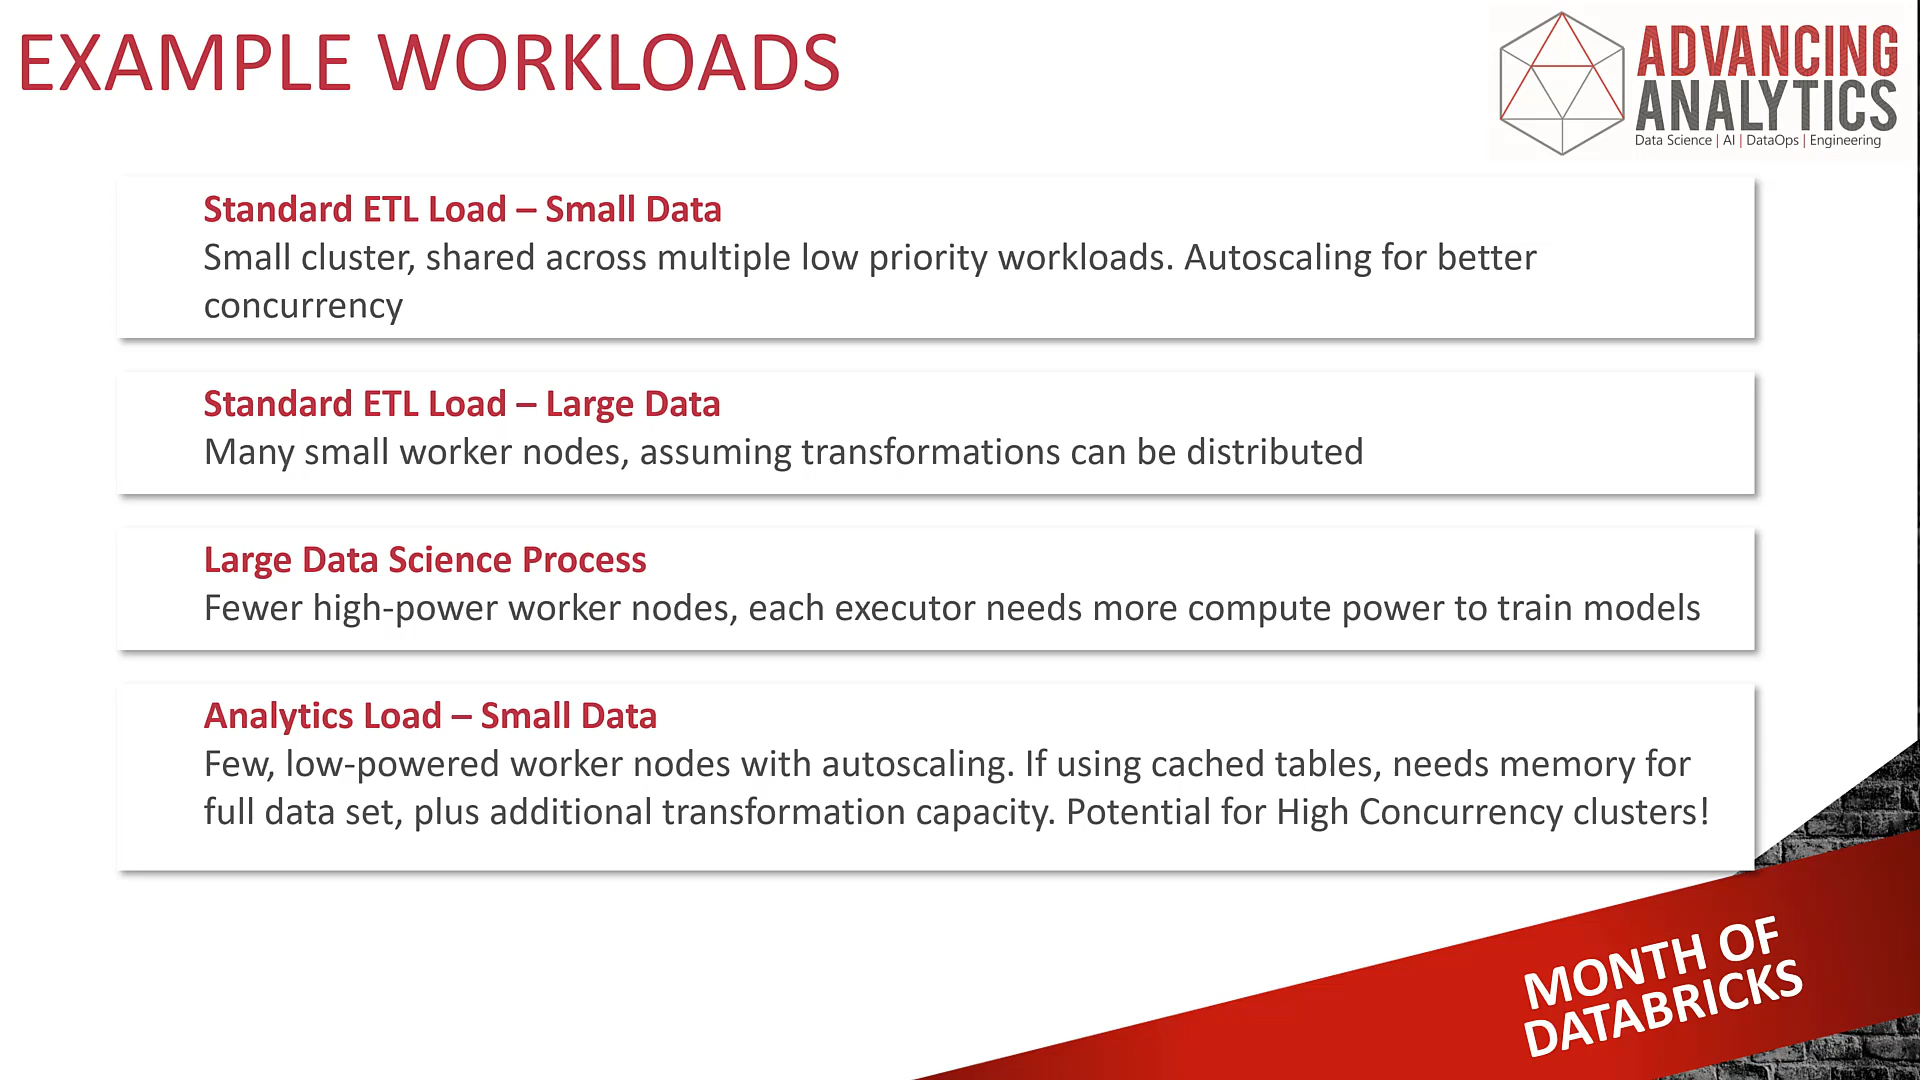 EXAMPLE WORKLOADS
ADVANCING
ANALYTICS
Data Science | AI | DataOps | Engineering
Standard ETL Load – Small Data
Small cluster, shared across multiple low priority workloads. Autoscaling for better
concurrency
Standard ETL Load – Large Data
Many small worker nodes, assuming transformations can be distributed
Large Data Science Process
Fewer high-power worker nodes, each executor needs more compute power to train models
Analytics Load – Small Data
Few, low-powered worker nodes with autoscaling. If using cached tables, needs memory for
full data set, plus additional transformation capacity. Potential for High Concurrency clusters!
MONTH OF
DATABRICKS